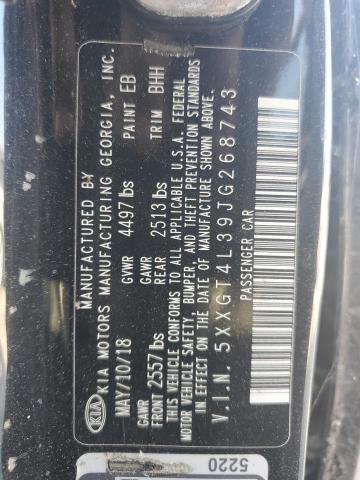 KIA
MANUFACTURED BY
KIA MOTORS MANUFACTURING GEORGIA, INC.
MAY/10/18 GVWR 4497 lbs PAINT EB
GAWR FRONT 2557 lbs GAWR REAR 2513 lbs TRIM BHH
THIS VEHICLE CONFORMS TO ALL APPLICABLE U.S.A. FEDERAL
MOTOR VEHICLE SAFETY, BUMPER, AND THEFT PREVENTION STANDARDS
IN EFFECT ON THE DATE OF MANUFACTURE SHOWN ABOVE.
V.I.N. 5XXGT4L39JG268743
PASSENGER CAR
5220